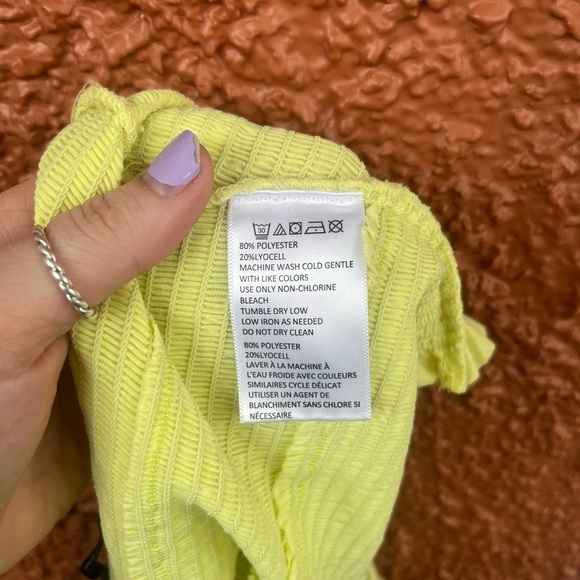 30
80% POLYESTER
20%LYOCELL
MACHINE WASH COLD GENTLE
WITH LIKE COLORS
USE ONLY NON-CHLORINE
BLEACH
TUMBLE DRY LOW
LOW IRON AS NEEDED
DO NOT DRY CLEAN
80% POLYESTER
20%LYOCELL
LAVER À LA MACHINE À
L'EAU FROIDE AVEC COULEURS
SIMILAIRES CYCLE DÉLICAT
UTILISER UN AGENT DE
BLANCHIMENT SANS CHLORE SI
NÉCESSAIRE